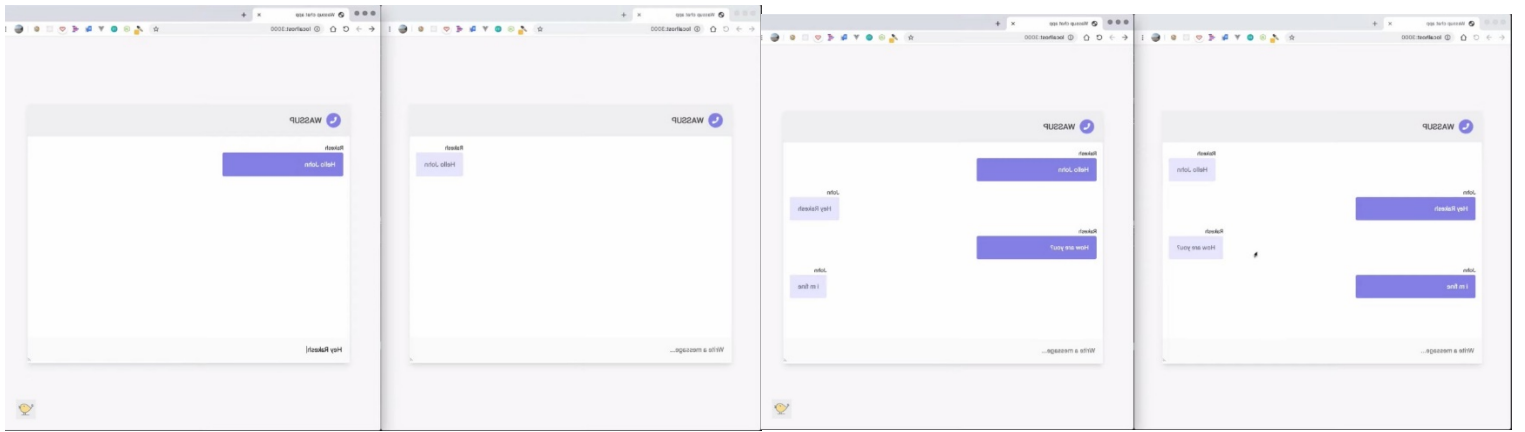 Wassup chat app
localhost:3000
WASSUP
Rakesh
Hello John
Hey Rakesh
Wassup chat app
localhost:3000
WASSUP
Rakesh
Hello John
Write a message...
Wassup chat app
localhost:3000
WASSUP
Rakesh
Hello John
John
Hey Rakesh
Rakesh
How are you?
John
I m fine
Write a message...
Wassup chat app
localhost:3000
WASSUP
Rakesh
Hello John
John
Hey Rakesh
Rakesh
How are you?
John
I m fine
Write a message...